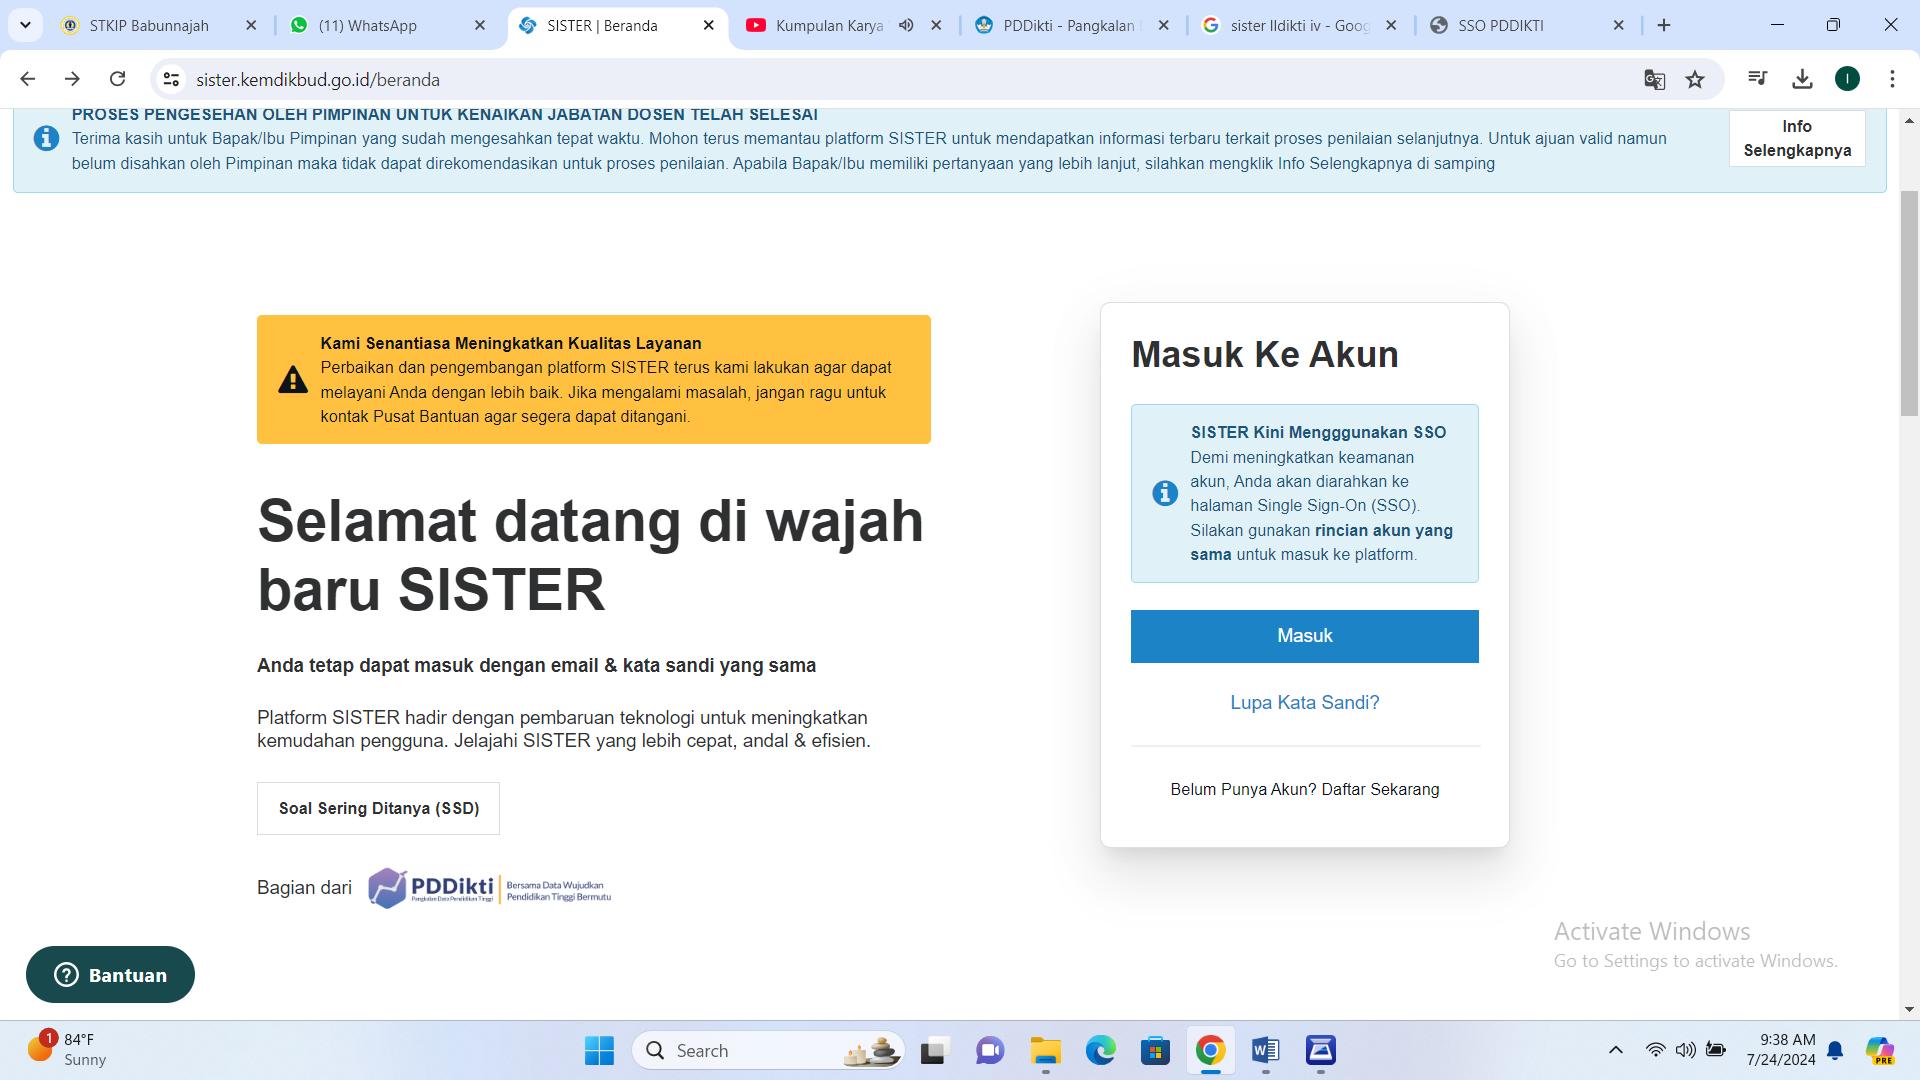 STKIP Babunnajah
(11) WhatsApp
SISTER | Beranda
Kumpulan Karya
PDDikti - Pangkalan
sister lldikti iv - Goog
SSO PDDIKTI
sister.kemdikbud.go.id/beranda
I
PROSES PENGESEHAN OLEH PIMPINAN UNTUK KENAIKAN JABATAN DOSEN TELAH SELESAI
Terima kasih untuk Bapak/Ibu Pimpinan yang sudah mengesahkan tepat waktu. Mohon terus memantau platform SISTER untuk mendapatkan informasi terbaru terkait proses penilaian selanjutnya. Untuk ajuan valid namun
belum disahkan oleh Pimpinan maka tidak dapat direkomendasikan untuk proses penilaian. Apabila Bapak/Ibu memiliki pertanyaan yang lebih lanjut, silahkan mengklik Info Selengkapnya di samping
Info
Selengkapnya
Kami Senantiasa Meningkatkan Kualitas Layanan
Perbaikan dan pengembangan platform SISTER terus kami lakukan agar dapat
melayani Anda dengan lebih baik. Jika mengalami masalah, jangan ragu untuk
kontak Pusat Bantuan agar segera dapat ditangani.
Selamat datang di wajah
baru SISTER
Anda tetap dapat masuk dengan email & kata sandi yang sama
Platform SISTER hadir dengan pembaruan teknologi untuk meningkatkan
kemudahan pengguna. Jelajahi SISTER yang lebih cepat, andal & efisien.
Soal Sering Ditanya (SSD)
Bagian dari
PDDikti
Pangkalan Data Pendidikan Tinggi
Bersama Data Wujudkan
Pendidikan Tinggi Bermutu
Masuk Ke Akun
SISTER Kini Mengggunakan SSO
Demi meningkatkan keamanan
akun, Anda akan diarahkan ke
halaman Single Sign-On (SSO).
Silakan gunakan rincian akun yang
sama untuk masuk ke platform.
Masuk
Lupa Kata Sandi?
Belum Punya Akun? Daftar Sekarang
Bantuan
Activate Windows
Go to Settings to activate Windows.
1
84°F
Sunny
Search
9:38 AM
7/24/2024
PRE